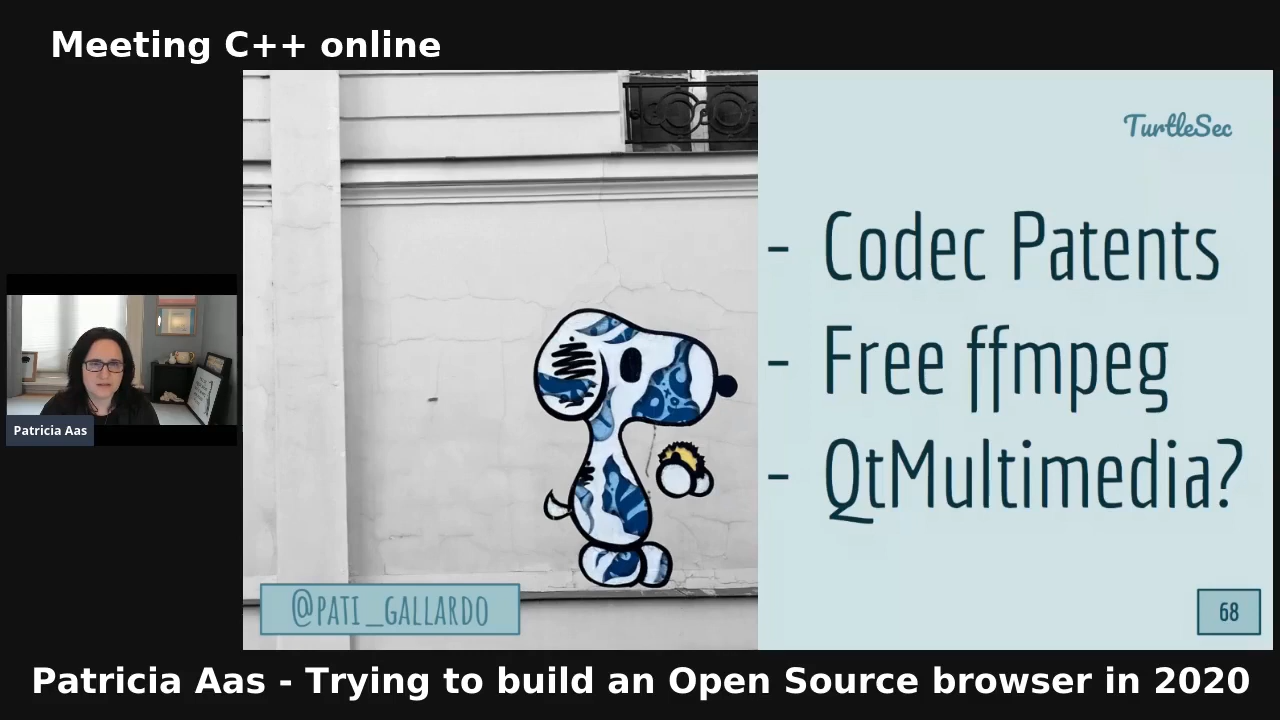 Meeting C++ online
TurtleSec
- Codec Patents
- Free ffmpeg
- QtMultimedia?
Patricia Aas
@PATI_GALLARDO
68
Patricia Aas - Trying to build an Open Source browser in 2020